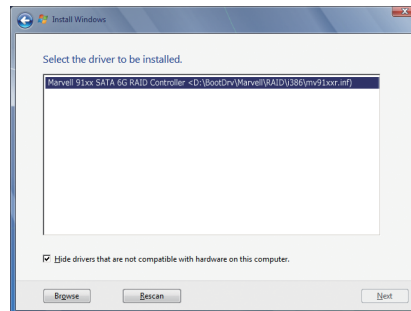 Install Windows
Select the driver to be installed.
Marvell 91xx SATA 6G RAID Controller <D:\BootDrv\Marvell\RAID\i386\mv91xxr.inf)
Hide drivers that are not compatible with hardware on this computer.
Browse Rescan Next